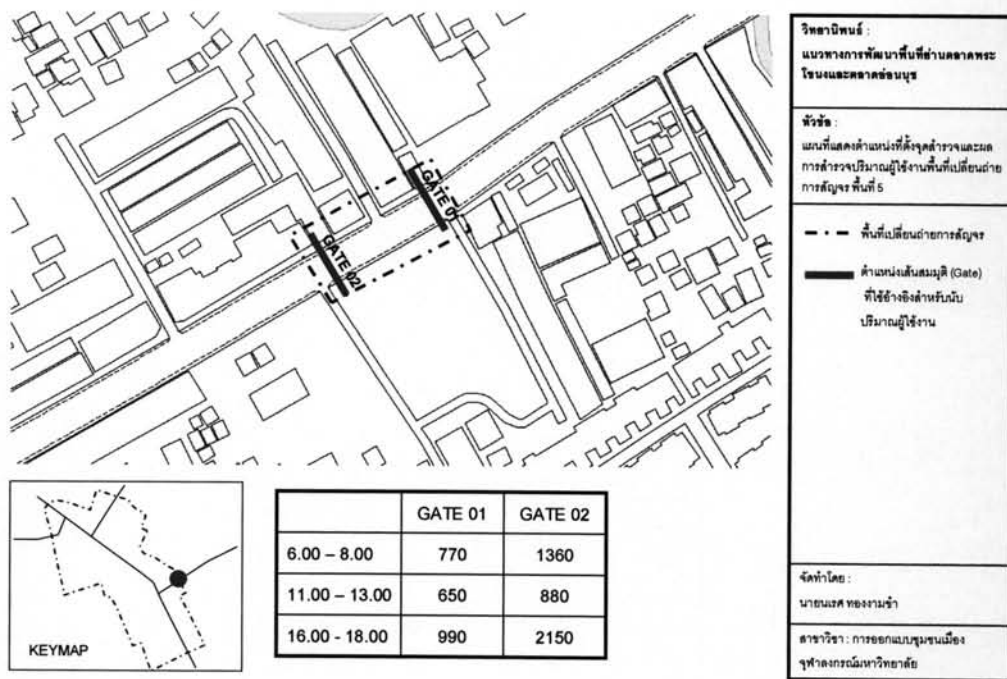 GATE 01
GATE 02
KEYMAP
GATE 01 GATE 02
6.00 – 8.00 770 1360
11.00 – 13.00 650 880
16.00 - 18.00 990 2150
วิทยานิพนธ์ :
แนวทางการพัฒนาพื้นที่ย่านตลาดพระ
โขนงและตลาดอ่อนนุช
หัวข้อ :
แผนที่แสดงตำแหน่งที่ตั้งจุดสำรวจและผล
การสำรวจปริมาณผู้ใช้งานพื้นที่เปลี่ยนถ่าย
การสัญจร พื้นที่ 5
พื้นที่เปลี่ยนถ่ายการสัญจร
ตำแหน่งเส้นสมมุติ (Gate)
ที่ใช้อ้างอิงสำหรับนับ
ปริมาณผู้ใช้งาน
จัดทำโดย :
นายนเรศ ทองงามขำ
สาขาวิชา : การออกแบบชุมชนเมือง
จุฬาลงกรณ์มหาวิทยาลัย